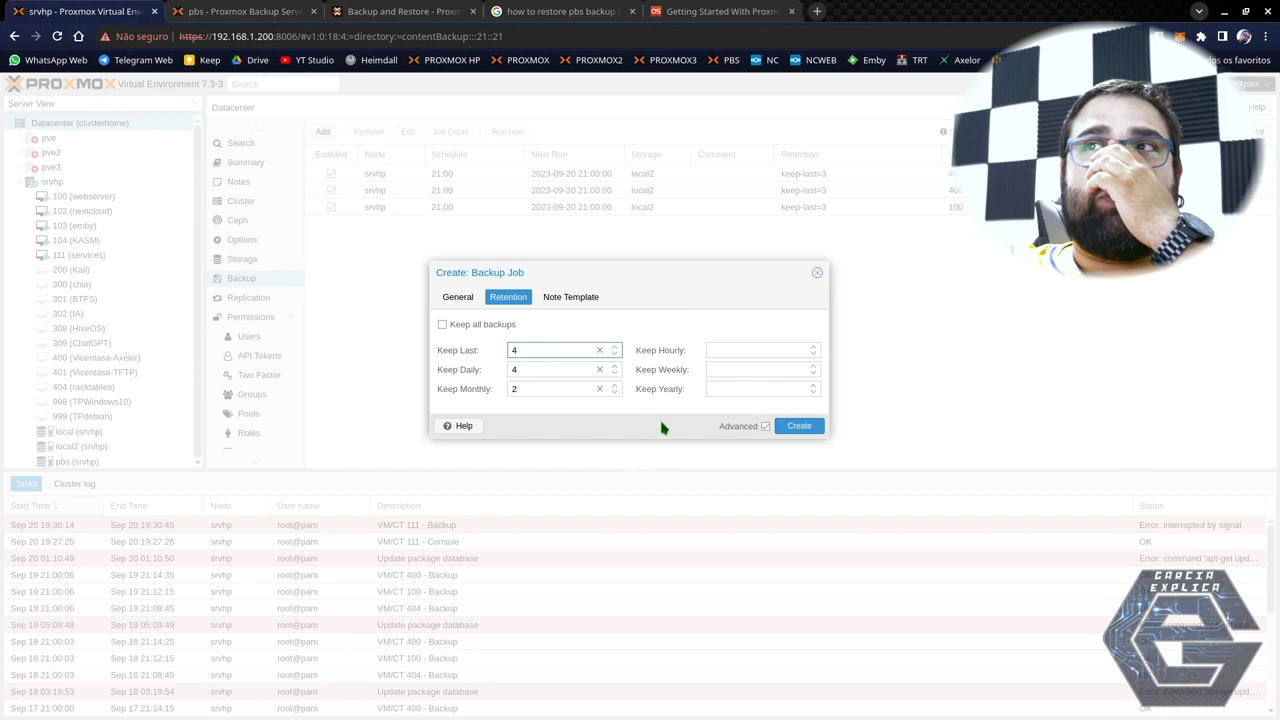 srvhp - Proxmox Virtual En
pbs - Proxmox Backup Serve
Backup and Restore - Proxm
how to restore pbs backup p
Getting Started With Proxm
Não seguro
https://192.168.1.200:8006/#v1:0:18:4::=directory:=contentBackup:::21::21
WhatsApp Web
Telegram Web
Keep
Drive
YT Studio
Heimdall
PROXMOX HP
PROXMOX
PROXMOX2
PROXMOX3
PBS
NC
NCWEB
Emby
TRT
Axelor
os favoritos
PROXMOX Virtual Environment 7.3-3
Search
Server View
Datacenter
Help
Datacenter (clusterhome)
pve
pve2
pve3
srvhp
100 (webserver)
102 (nextcloud)
103 (emby)
104 (KASM)
111 (services)
200 (Kali)
300 (chia)
301 (BTFS)
302 (IA)
308 (HiveOS)
309 (ChatGPT)
400 (Vicentasa-Axelor)
401 (Vicentasa-TFTP)
404 (racktables)
998 (TPWindows10)
999 (TPdebian)
local (srvhp)
local2 (srvhp)
pbs (srvhp)
Search
Summary
Notes
Cluster
Ceph
Options
Storage
Backup
Replication
Permissions
Users
API Tokens
Two Factor
Groups
Pools
Roles
Add Remove Edit Job Detail Run now
Enabled Node Schedule Next Run Storage Comment Retention
srvhp 21:00 2023-09-20 21:00:00 local2 keep-last=3
srvhp 21:00 2023-09-20 21:00:00 local2 keep-last=3
srvhp 21:00 2023-09-20 21:00:00 local2 keep-last=3 100
Create: Backup Job
General Retention Note Template
Keep all backups
Keep Last: 4 Keep Hourly:
Keep Daily: 4 Keep Weekly:
Keep Monthly: 2 Keep Yearly:
Help Advanced Create
Tasks Cluster log
Start Time End Time Node User name Description Status
Sep 20 19:30:14 Sep 20 19:30:45 srvhp root@pam VM/CT 111 - Backup Error: interrupted by signal
Sep 20 19:27:25 Sep 20 19:27:26 srvhp root@pam VM/CT 111 - Console OK
Sep 20 01:10:49 Sep 20 01:10:50 srvhp root@pam Update package database Error: command 'apt-get upd...
Sep 19 21:00:06 Sep 19 21:14:35 srvhp root@pam VM/CT 400 - Backup
Sep 19 21:00:06 Sep 19 21:12:15 srvhp root@pam VM/CT 100 - Backup
Sep 19 21:00:06 Sep 19 21:08:45 srvhp root@pam VM/CT 404 - Backup
Sep 19 05:09:48 Sep 19 05:09:49 srvhp root@pam Update package database
Sep 18 21:00:03 Sep 18 21:14:25 srvhp root@pam VM/CT 400 - Backup
Sep 18 21:00:03 Sep 18 21:12:15 srvhp root@pam VM/CT 100 - Backup
Sep 18 21:00:03 Sep 18 21:08:45 srvhp root@pam VM/CT 404 - Backup
Sep 18 03:19:53 Sep 18 03:19:54 srvhp root@pam Update package database
Sep 17 21:00:00 Sep 17 21:14:15 srvhp root@pam VM/CT 400 - Backup OK
GARCIA
EXPLICA